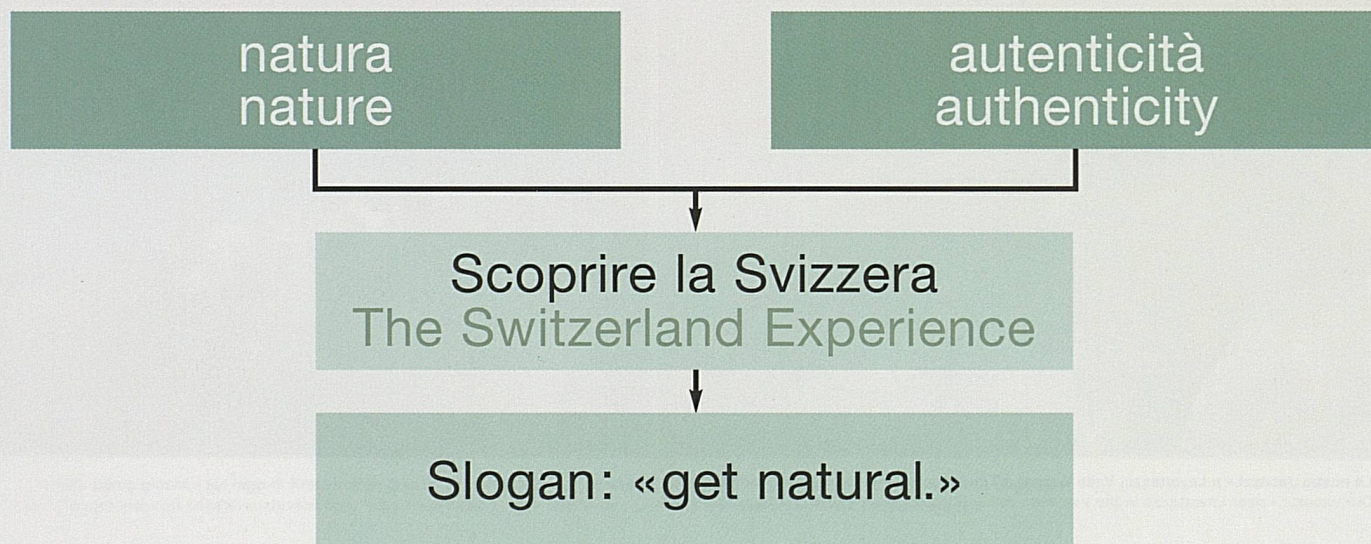 natura
nature
autenticità
authenticity
Scoprire la Svizzera
The Switzerland Experience
Slogan: «get natural.»